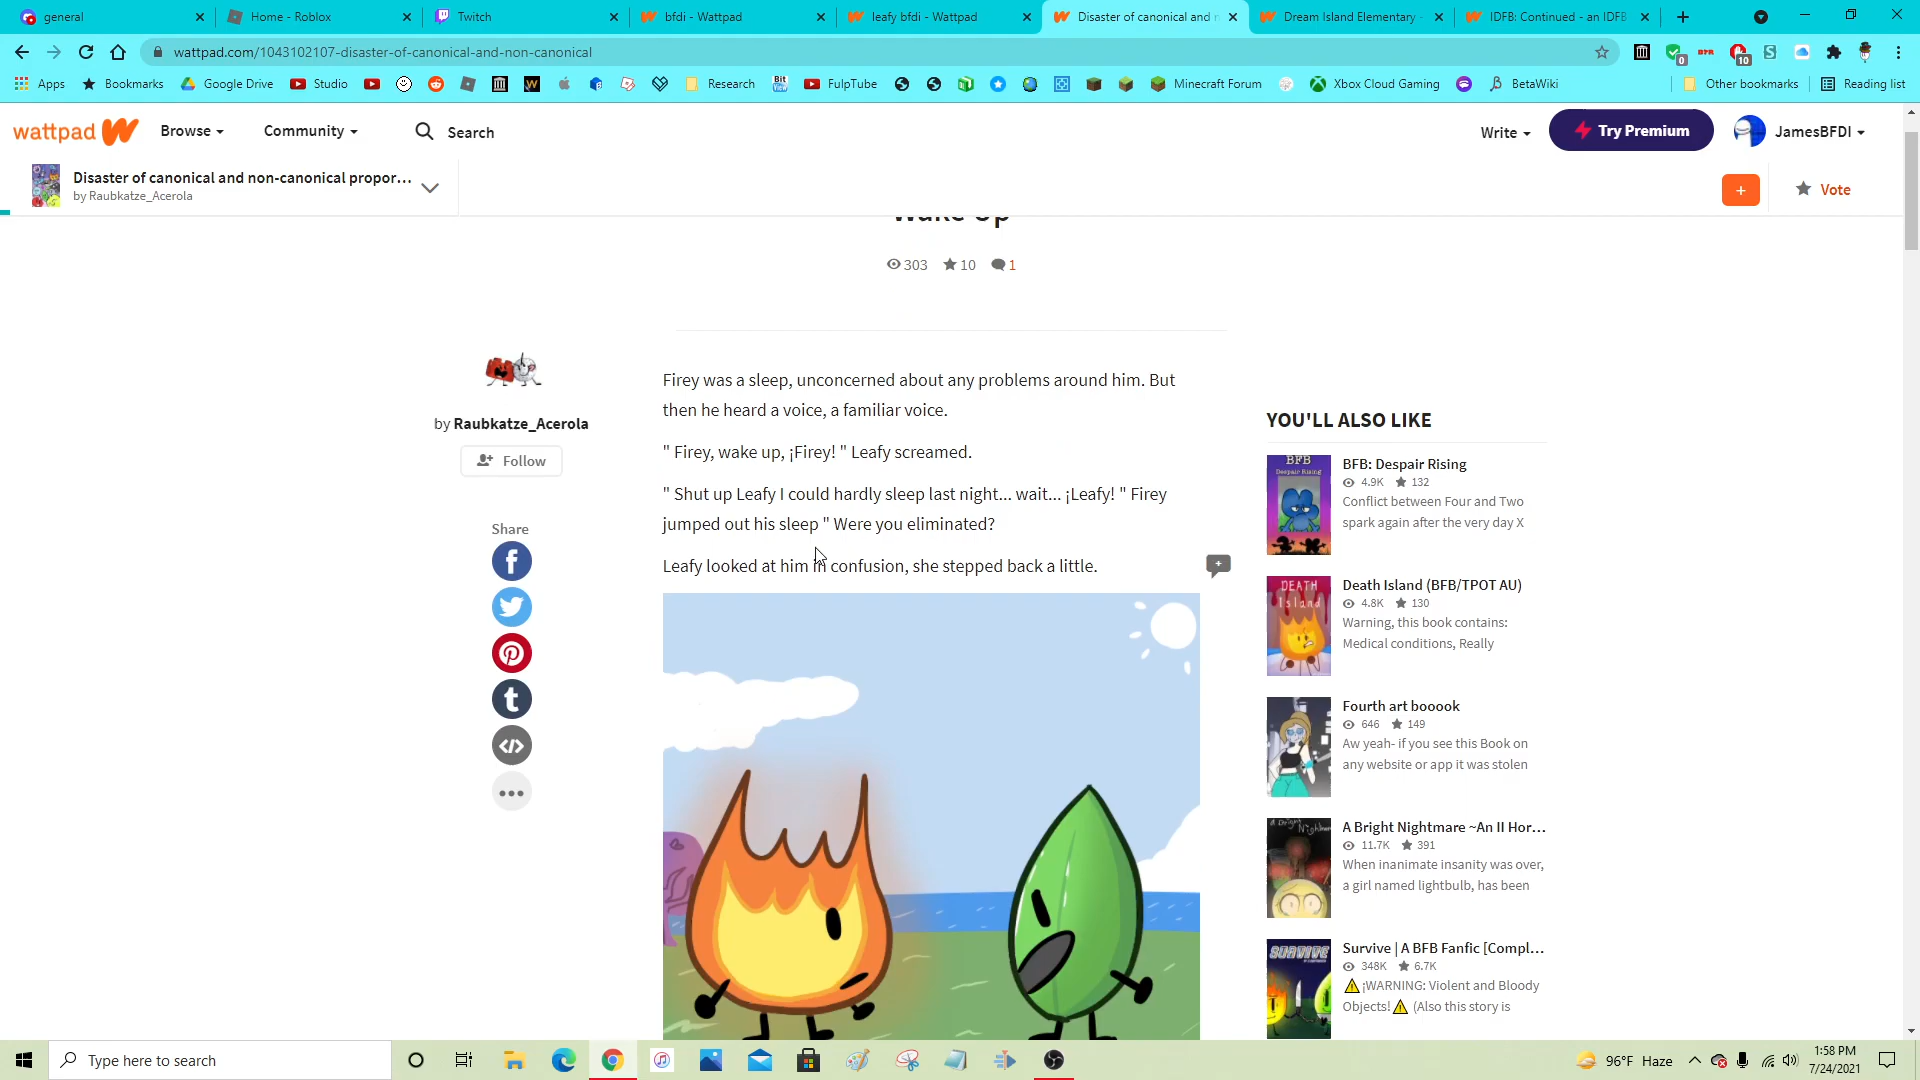 general
Home - Roblox
Twitch
bfdi - Wattpad
leafy bfdi - Wattpad
Disaster of canonical and n
Dream Island Elementary -
IDFB: Continued - an IDFB
wattpad.com/1043102107-disaster-of-canonical-and-non-canonical
0
10
Apps
Bookmarks
Google Drive
Studio
Research
FulpTube
Minecraft Forum
Xbox Cloud Gaming
BetaWiki
Other bookmarks
Reading list
wattpad
Browse
Community
Search
Write
Try Premium
JamesBFDI
Disaster of canonical and non-canonical propor...
by Raubkatze_Acerola
+
Vote
Wake Up
303
10
1
by Raubkatze_Acerola
Follow
Share
Firey was a sleep, unconcerned about any problems around him. But
then he heard a voice, a familiar voice.
" Firey, wake up, ¡Firey! " Leafy screamed.
" Shut up Leafy I could hardly sleep last night... wait... ¡Leafy! " Firey
jumped out his sleep " Were you eliminated?
Leafy looked at him in confusion, she stepped back a little.
YOU'LL ALSO LIKE
BFB: Despair Rising
4.9K 132
Conflict between Four and Two
spark again after the very day X
Death Island (BFB/TPOT AU)
4.8K 130
Warning, this book contains:
Medical conditions, Really
Fourth art booook
646 149
Aw yeah- if you see this Book on
any website or app it was stolen
A Bright Nightmare ~An II Hor...
11.7K 391
When inanimate insanity was over,
a girl named lightbulb, has been
Survive | A BFB Fanfic [Compl...
348K 6.7K
⚠️¡WARNING: Violent and Bloody
Objects!⚠️ (Also this story is
BFB
Despair Rising
DEATH
Island
SURVIVE
Type here to search
96°F Haze
1:58 PM
7/24/2021